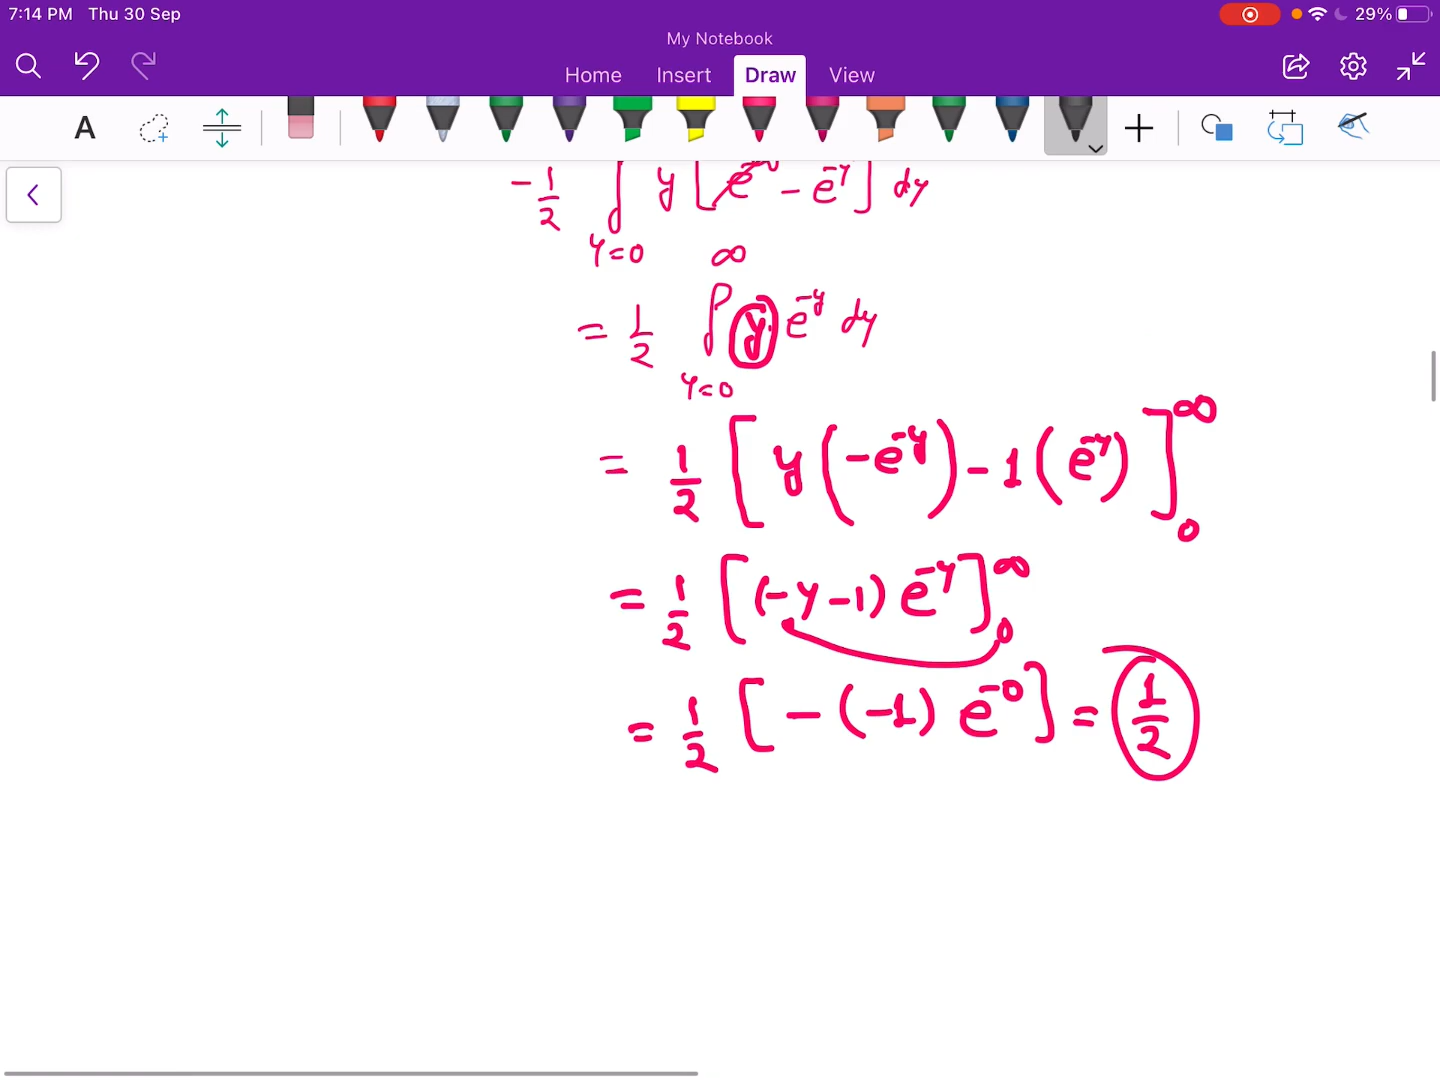 7:14 PM Thu 30 Sep
29%
My Notebook
Home Insert Draw View
A
-1/2 ∫ y [e^-∞ - e^-y] dy
y=0
∞
= 1/2 ∫ y e^-y dy
y=0
= 1/2 [ y(-e^-y) - 1(e^-y) ]_0^∞
= 1/2 [(-y-1) e^-y]_0^∞
= 1/2 [ -(-1) e^-0 ] = 1/2